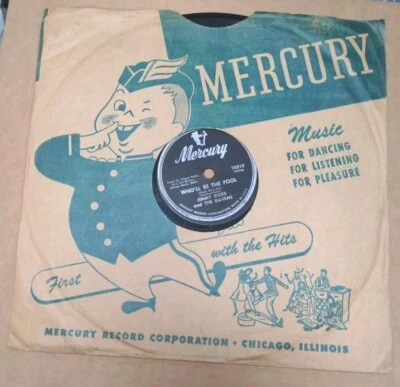 MERCURY
Music
FOR DANCING
FOR LISTENING
FOR PLEASURE
Mercury
70213
WHO'LL BE THE FOOL
JIMMY RICKS
and THE RAVENS
First with the Hits
MERCURY RECORD CORPORATION • CHICAGO, ILLINOIS